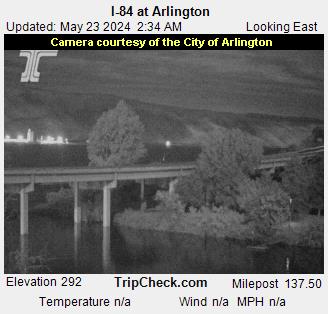 I-84 at Arlington
Updated: May 23 2024 2:34 AM Looking East
Camera courtesy of the City of Arlington
Elevation 292 TripCheck.com Milepost 137.50
Temperature n/a Wind n/a MPH n/a